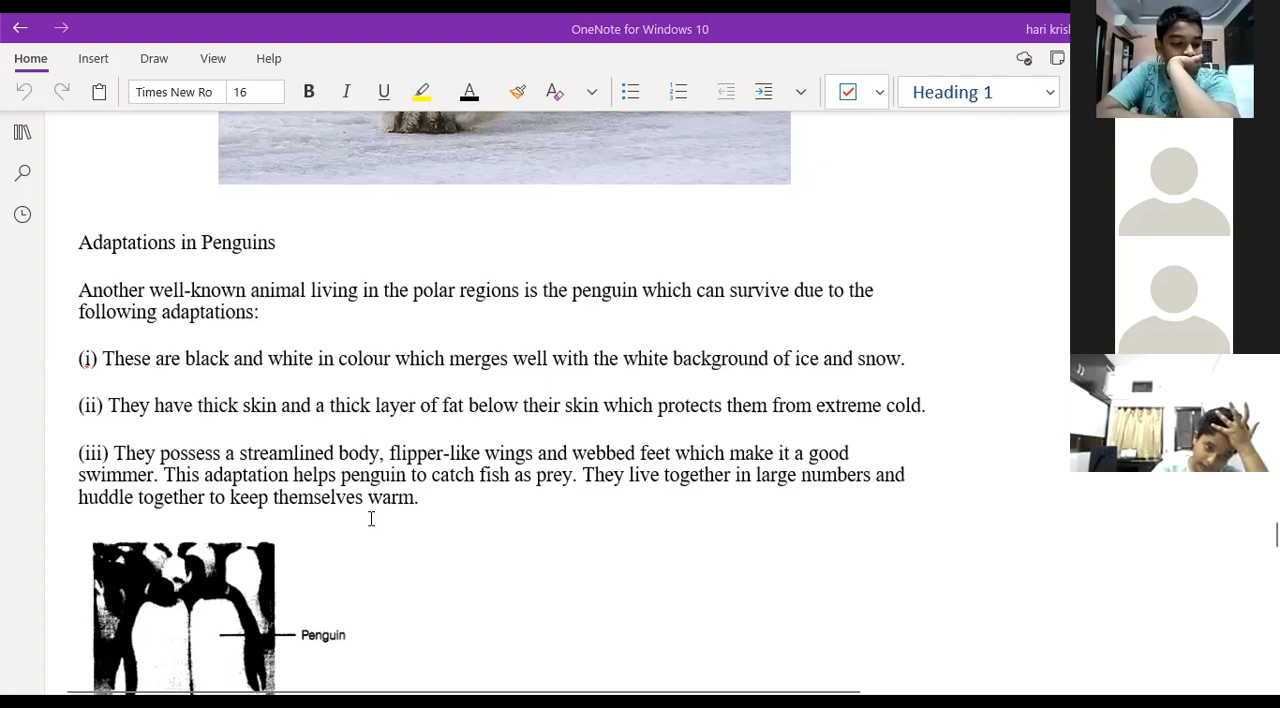 OneNote for Windows 10
hari krish
Home Insert Draw View Help
Times New Ro 16 B I U A A Heading 1
Adaptations in Penguins
Another well-known animal living in the polar regions is the penguin which can survive due to the
following adaptations:
(i) These are black and white in colour which merges well with the white background of ice and snow.
(ii) They have thick skin and a thick layer of fat below their skin which protects them from extreme cold.
(iii) They possess a streamlined body, flipper-like wings and webbed feet which make it a good
swimmer. This adaptation helps penguin to catch fish as prey. They live together in large numbers and
huddle together to keep themselves warm.
Penguin